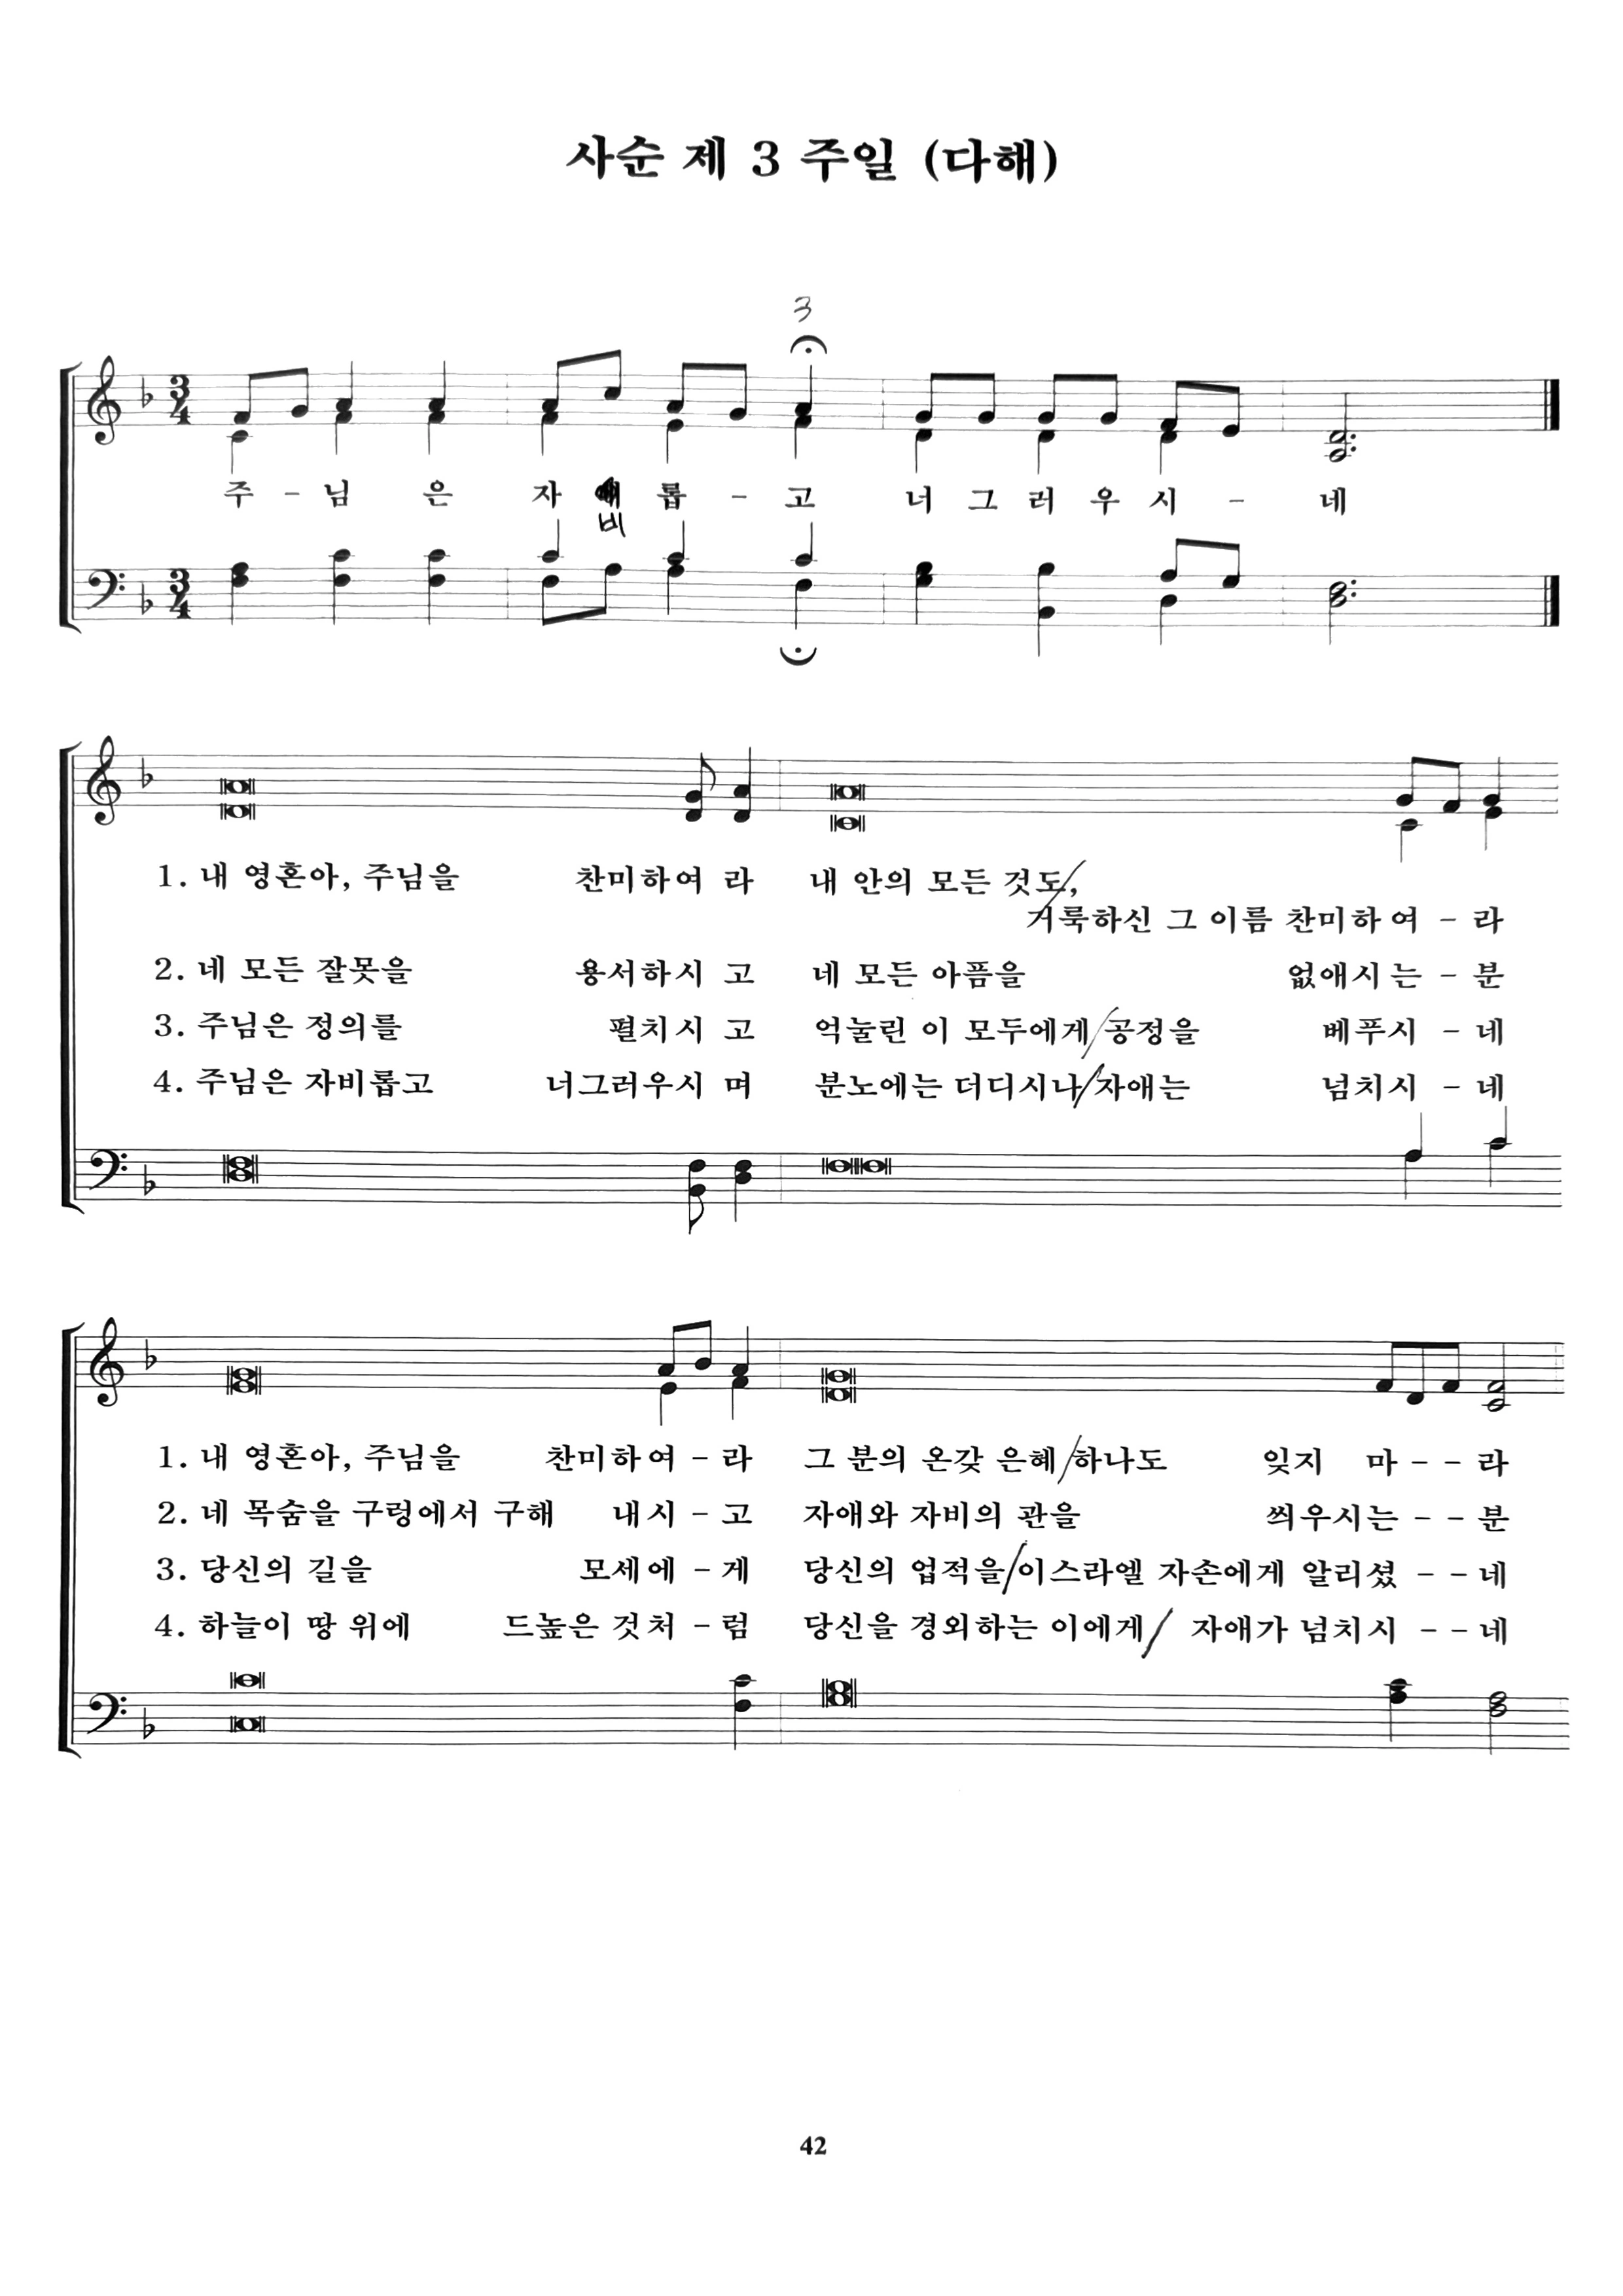 사순 제 3 주일 (다해)
3
3 4
주 - 님 은 자 롭 - 고 너 그 러 우 시 - 네
비
3 4
1. 내 영혼아, 주님을 찬미하여 라 내 안의 모든 것도,/
거룩하신 그 이름 찬미하 여 - 라
2. 네 모든 잘못을 용서하시 고 네 모든 아픔을 없애시 는 - 분
3. 주님은 정의를 펼치시 고 억눌린 이 모두에게/공정을 베푸시 - 네
4. 주님은 자비롭고 너그러우시 며 분노에는 더디시나/자애는 넘치시 - 네
1. 내 영혼아, 주님을 찬미하여 - 라 그 분의 온갖 은혜/하나도 잊지 마 - - 라
2. 네 목숨을 구렁에서 구해 내시 - 고 자애와 자비의 관을 씌우시는 - - 분
3. 당신의 길을 모세에 - 게 당신의 업적을/이스라엘 자손에게 알리셨 - - 네
4. 하늘이 땅 위에 드높은 것처 - 럼 당신을 경외하는 이에게/ 자애가 넘치시 - - 네
42